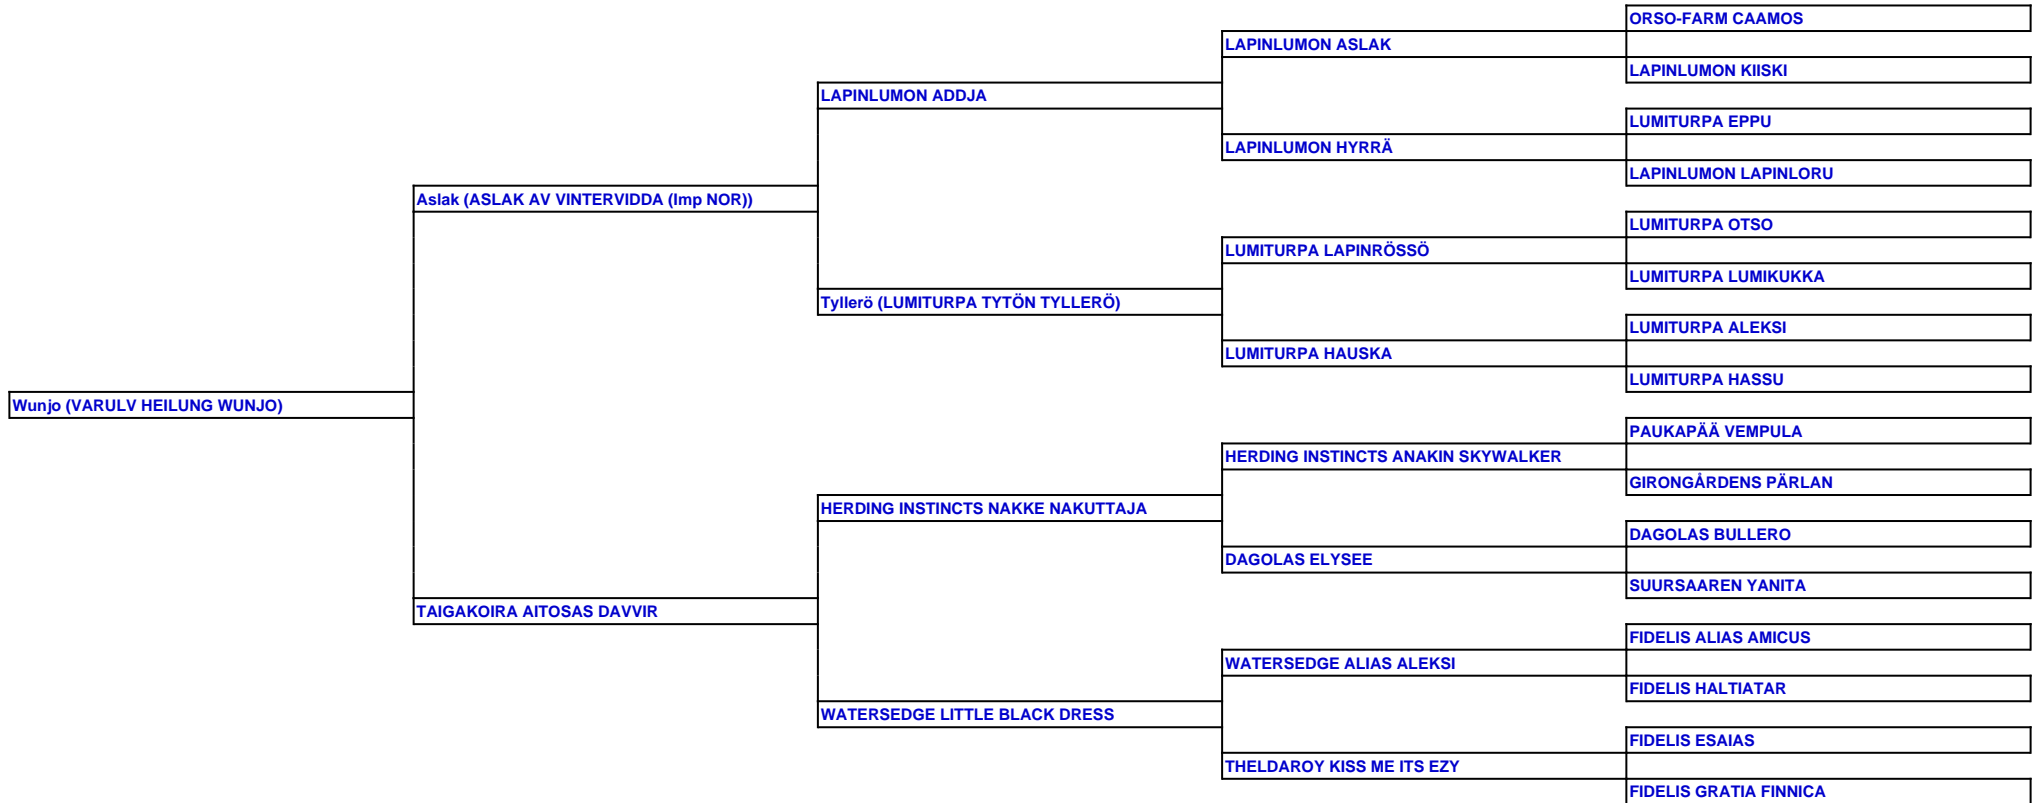 ORSO-FARM CAAMOS
LAPINLUMON ASLAK
LAPINLUMON KIISKI
LAPINLUMON ADDJA
LUMITURPA EPPU
LAPINLUMON HYRRÄ
LAPINLUMON LAPINLORU
Aslak (ASLAK AV VINTERVIDDA (Imp NOR))
LUMITURPA OTSO
LUMITURPA LAPINRÖSSÖ
LUMITURPA LUMIKUKKA
Tyllerö (LUMITURPA TYTÖN TYLLERÖ)
LUMITURPA ALEKSI
LUMITURPA HAUSKA
LUMITURPA HASSU
Wunjo (VARULV HEILUNG WUNJO)
PAUKAPÄÄ VEMPULA
HERDING INSTINCTS ANAKIN SKYWALKER
GIRONGÅRDENS PÄRLAN
HERDING INSTINCTS NAKKE NAKUTTAJA
DAGOLAS BULLERO
DAGOLAS ELYSEE
SUURSAAREN YANITA
TAIGAKOIRA AITOSAS DAVVIR
FIDELIS ALIAS AMICUS
WATERSEDGE ALIAS ALEKSI
FIDELIS HALTIATAR
WATERSEDGE LITTLE BLACK DRESS
FIDELIS ESAIAS
THELDAROY KISS ME ITS EZY
FIDELIS GRATIA FINNICA